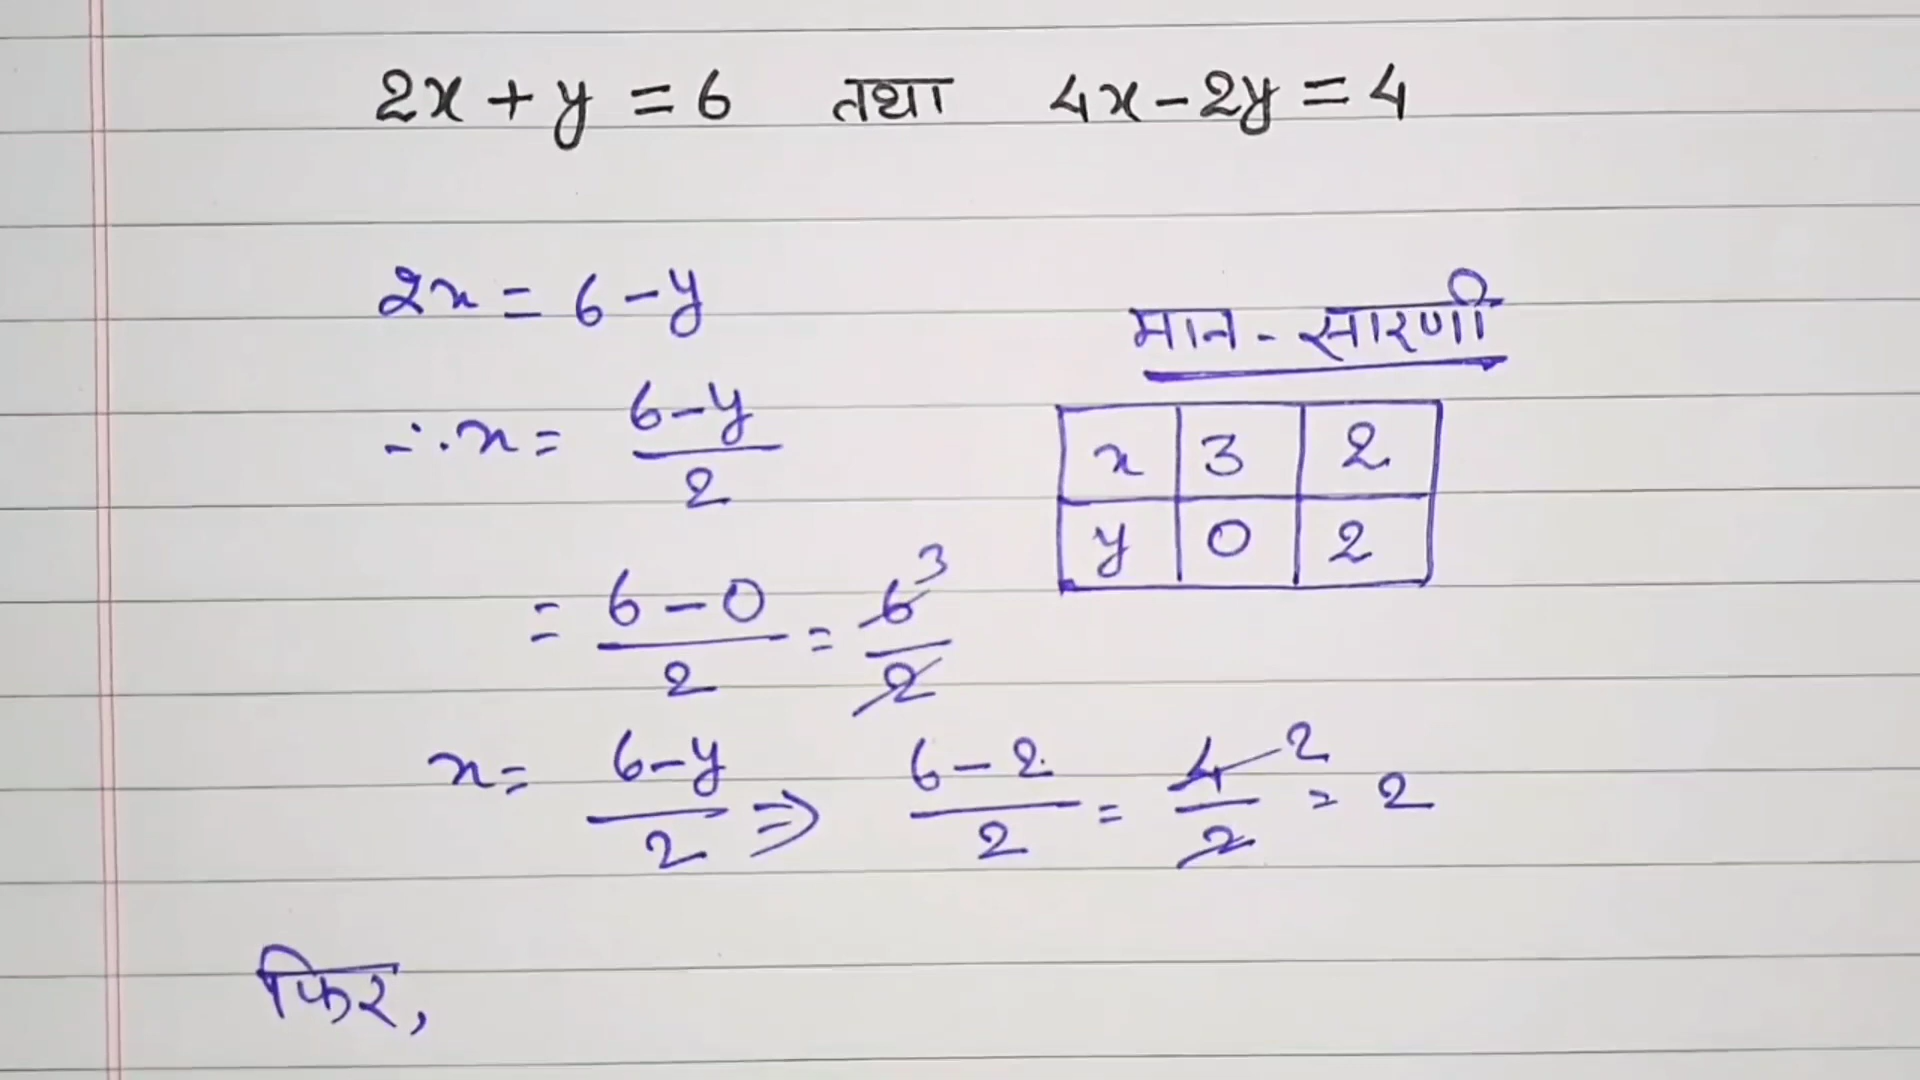 2x + y = 6 तथा 4x - 2y = 4
2x = 6 - y
मान - सारणी
∴ x = 6-y/2
x 3 2
y 0 2
= 6-0/2 = 6/2 3
x = 6-y/2 ⇒ 6-2/2 = 4/2 2 = 2
फिर,